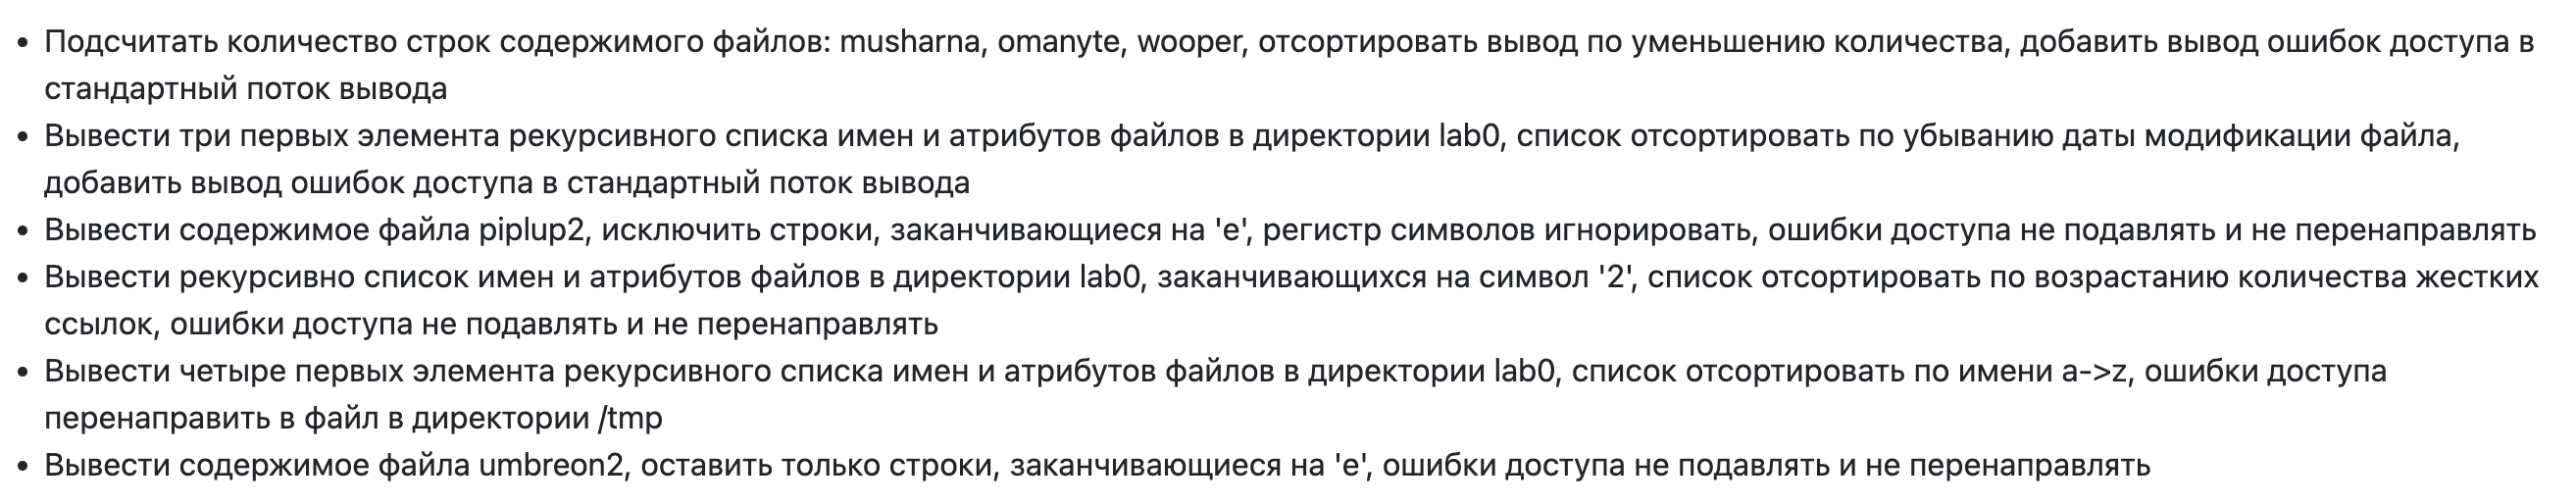 • Подсчитать количество строк содержимого файлов: musharna, omanyte, wooper, отсортировать вывод по уменьшению количества, добавить вывод ошибок доступа в
стандартный поток вывода
• Вывести три первых элемента рекурсивного списка имен и атрибутов файлов в директории lab0, список отсортировать по убыванию даты модификации файла,
добавить вывод ошибок доступа в стандартный поток вывода
• Вывести содержимое файла piplup2, исключить строки, заканчивающиеся на 'e', регистр символов игнорировать, ошибки доступа не подавлять и не перенаправлять
• Вывести рекурсивно список имен и атрибутов файлов в директории lab0, заканчивающихся на символ '2', список отсортировать по возрастанию количества жестких
ссылок, ошибки доступа не подавлять и не перенаправлять
• Вывести четыре первых элемента рекурсивного списка имен и атрибутов файлов в директории lab0, список отсортировать по имени a->z, ошибки доступа
перенаправить в файл в директории /tmp
• Вывести содержимое файла umbreon2, оставить только строки, заканчивающиеся на 'e', ошибки доступа не подавлять и не перенаправлять